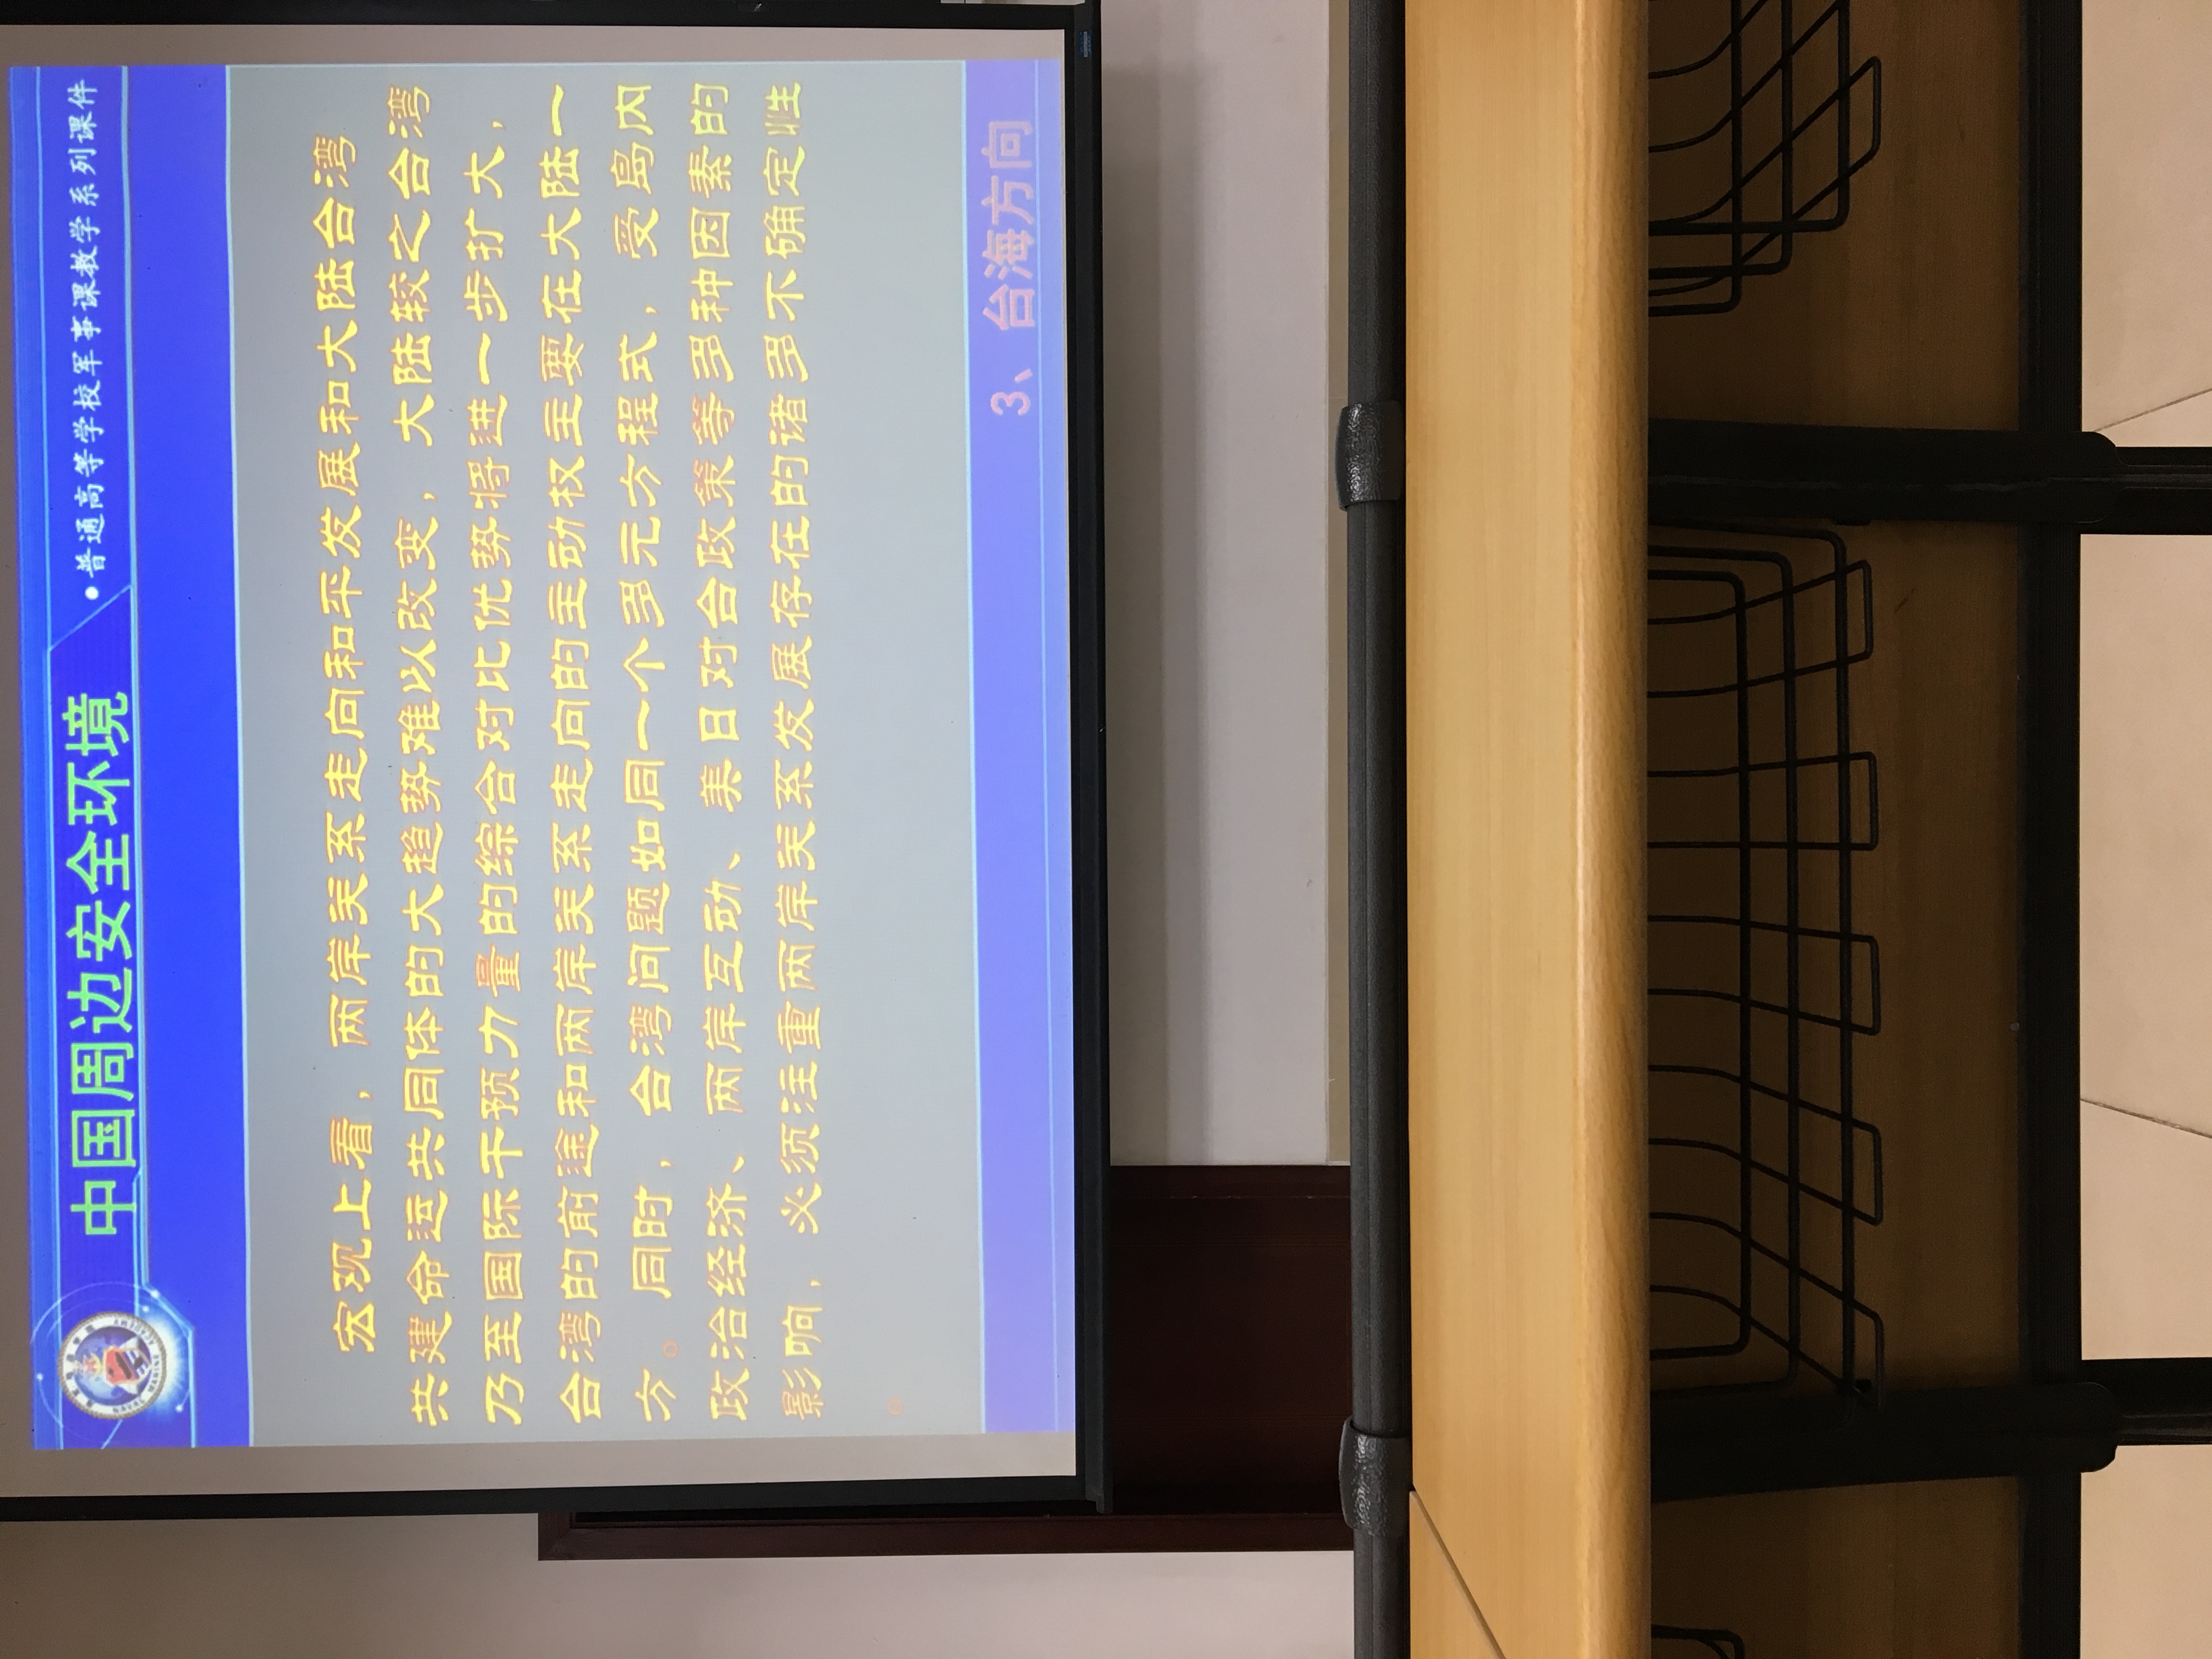 中国周边安全环境
•普通高等学校军事课教学系列课件
宏观上看，两岸关系走向和平发展和大陆台湾
共建命运共同体的大趋势难以改变，大陆较之台湾
乃至国际干预力量的综合对比优势将进一步扩大，
台湾的前途和两岸关系走向的主动权主要在大陆一
方。同时，台湾问题如同一个多元方程式，受岛内
政治经济、两岸互动、美日对台政策等多种因素的
影响，必须注重两岸关系发展存在的诸多不确定性
。
3、台海方向